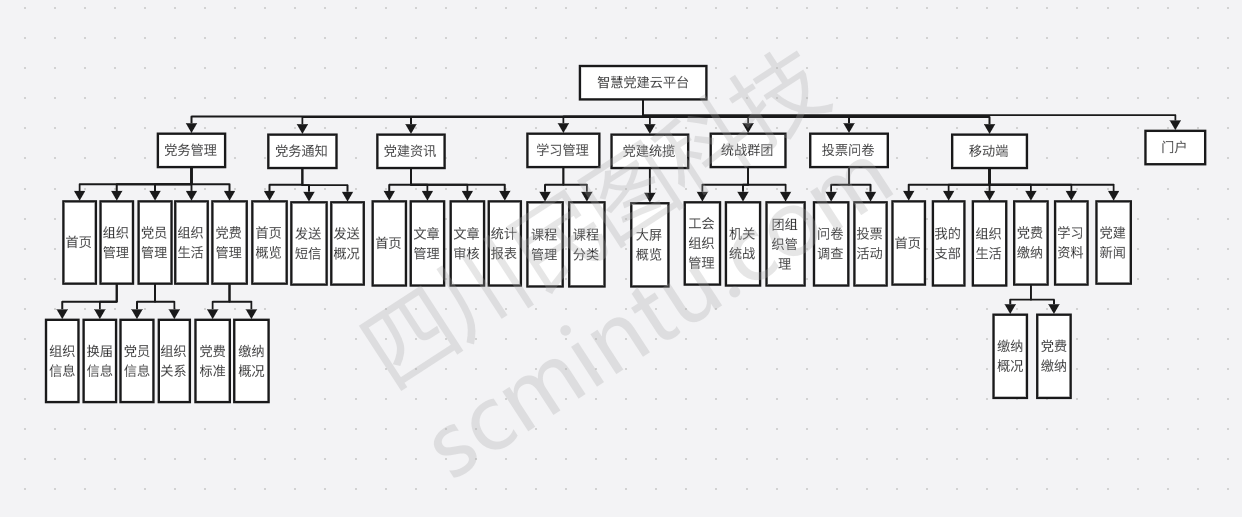 智慧党建云平台
党务管理
党务通知
党建资讯
学习管理
党建统揽
统战群团
投票问卷
移动端
门户
首页
组织
管理
党员
管理
组织
生活
党费
管理
首页
概览
发送
短信
发送
概况
首页
文章
管理
文章
审核
统计
报表
课程
管理
课程
分类
大屏
概览
工会
组织
管理
机关
统战
团组
织管
理
问卷
调查
投票
活动
首页
我的
支部
组织
生活
党费
缴纳
学习
资料
党建
新闻
组织
信息
换届
信息
党员
信息
组织
关系
党费
标准
缴纳
概况
缴纳
概况
党费
缴纳
四川民图科技
scmintu.com